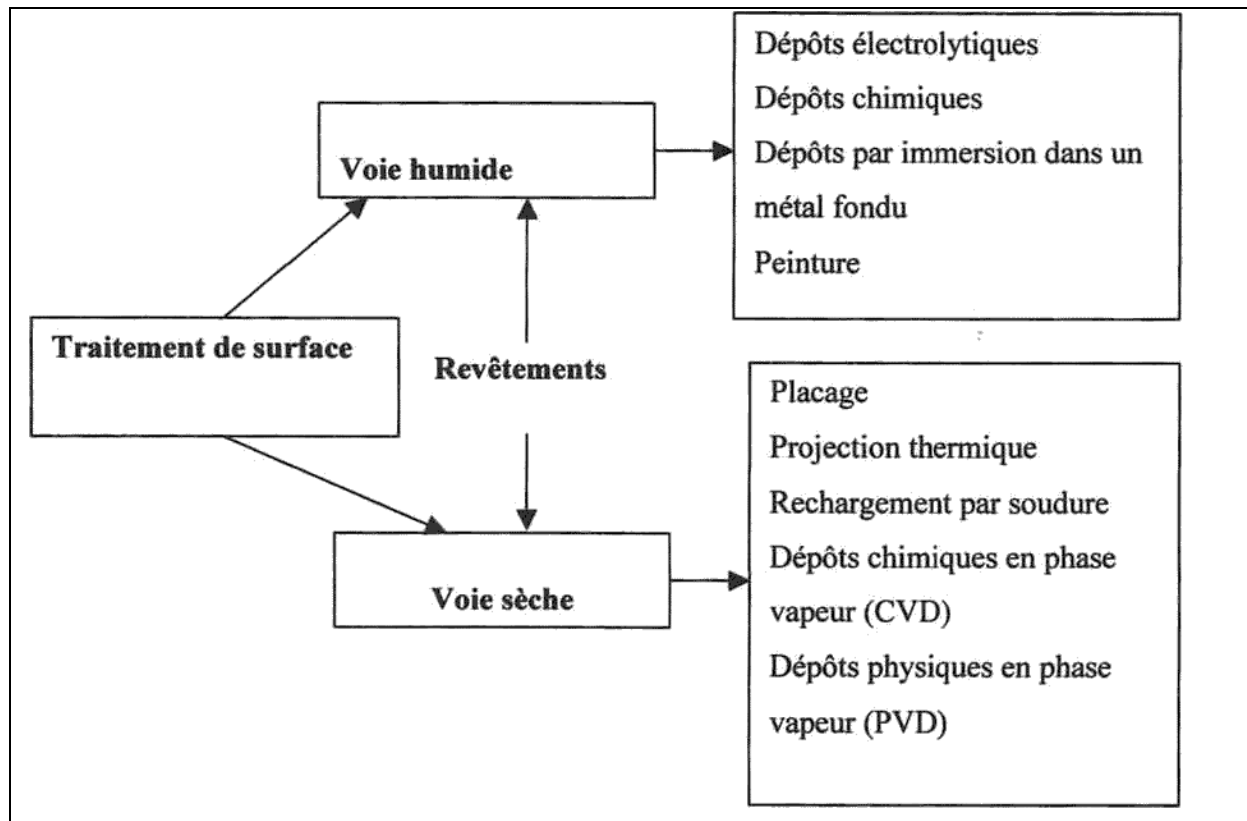 Traitement de surface
Voie humide
Revêtements
Voie sèche
Dépôts électrolytiques
Dépôts chimiques
Dépôts par immersion dans un
métal fondu
Peinture
Placage
Projection thermique
Rechargement par soudure
Dépôts chimiques en phase
vapeur (CVD)
Dépôts physiques en phase
vapeur (PVD)